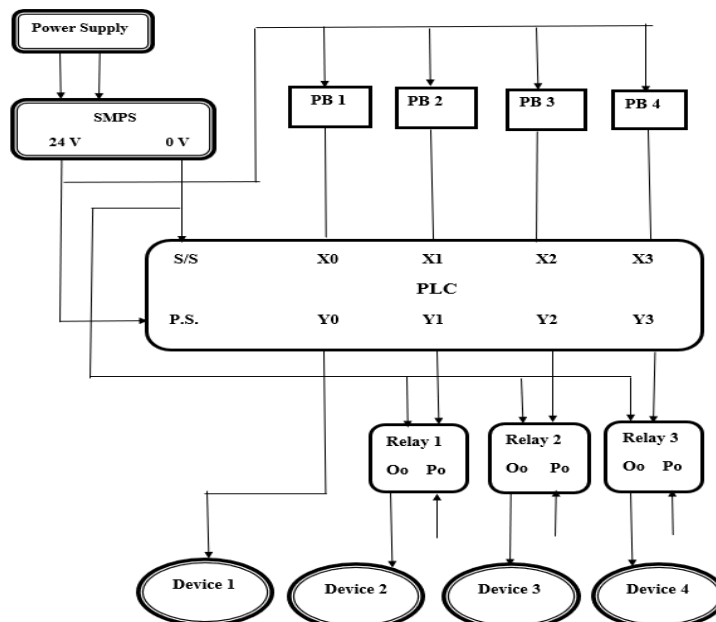 Power Supply
SMPS
24 V 0 V
PB 1 PB 2 PB 3 PB 4
S/S X0 X1 X2 X3
PLC
P.S. Y0 Y1 Y2 Y3
Relay 1 Relay 2 Relay 3
Oo Po Oo Po Oo Po
Device 1 Device 2 Device 3 Device 4